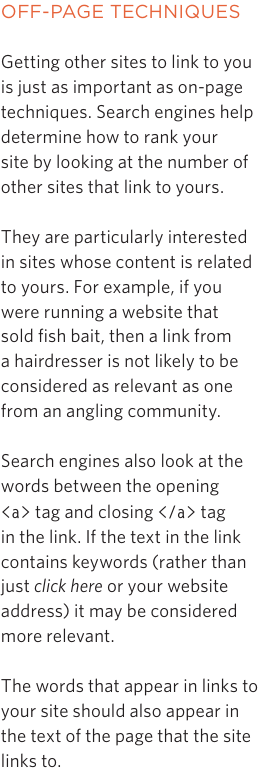 OFF-PAGE TECHNIQUES
Getting other sites to link to you
is just as important as on-page
techniques. Search engines help
determine how to rank your
site by looking at the number of
other sites that link to yours.
They are particularly interested
in sites whose content is related
to yours. For example, if you
were running a website that
sold fish bait, then a link from
a hairdresser is not likely to be
considered as relevant as one
from an angling community.
Search engines also look at the
words between the opening
<a> tag and closing </a> tag
in the link. If the text in the link
contains keywords (rather than
just click here or your website
address) it may be considered
more relevant.
The words that appear in links to
your site should also appear in
the text of the page that the site
links to.